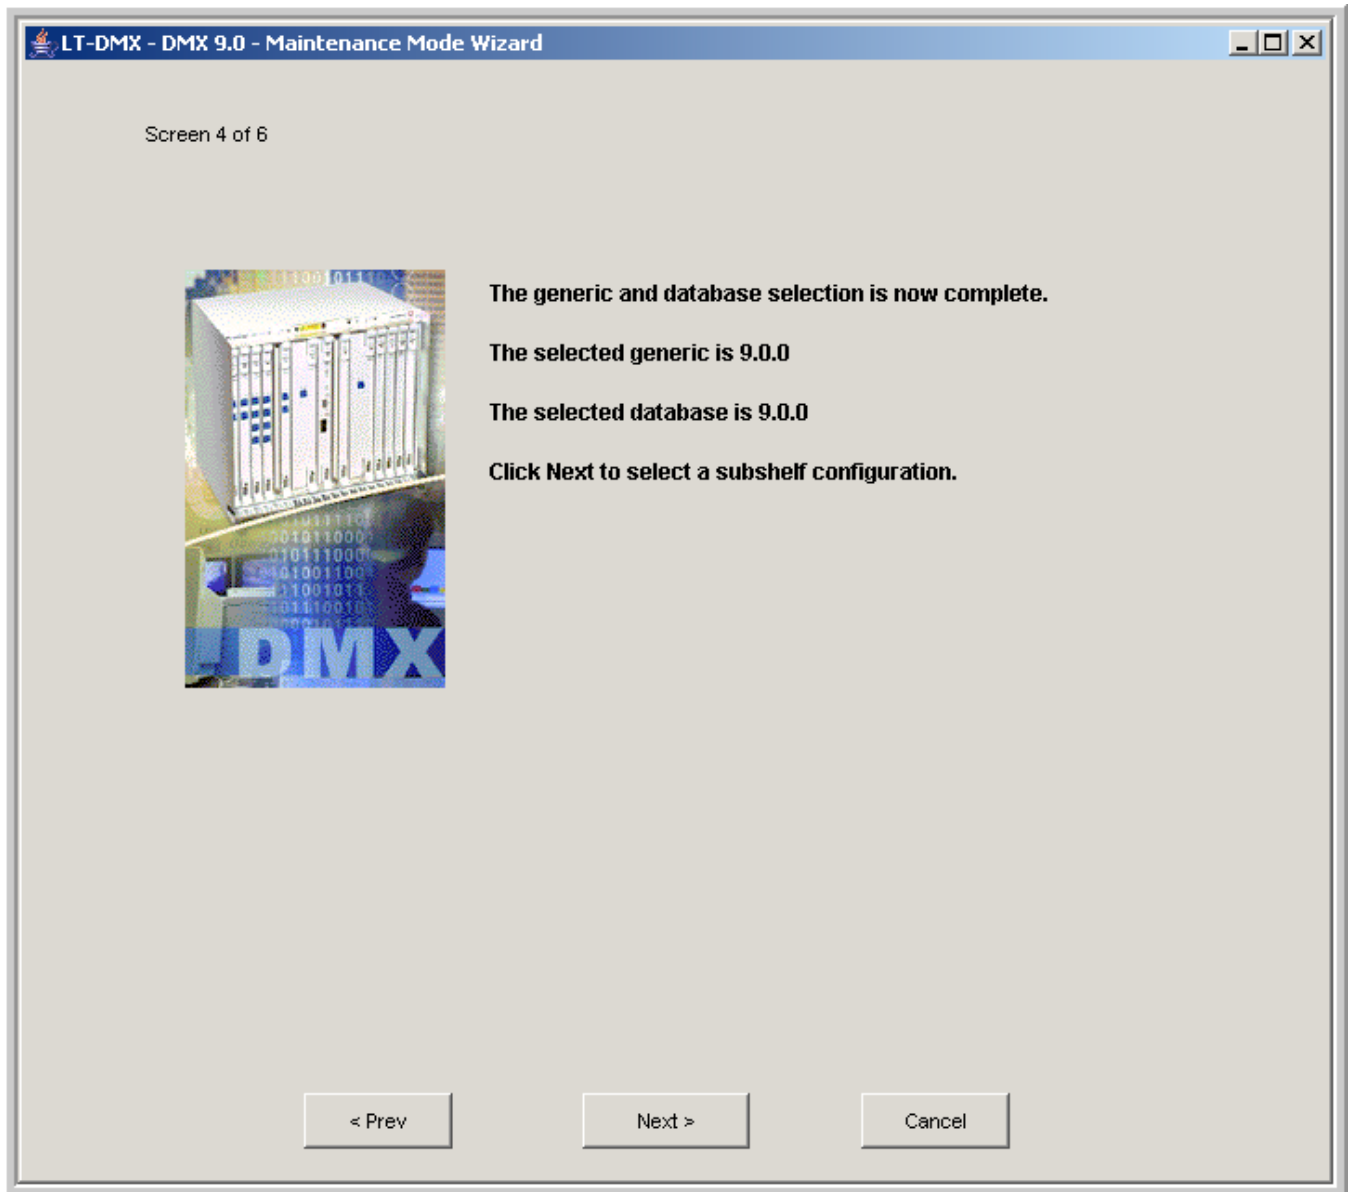 LT-DMX - DMX 9.0 - Maintenance Mode Wizard
Screen 4 of 6
The generic and database selection is now complete.
The selected generic is 9.0.0
The selected database is 9.0.0
Click Next to select a subshelf configuration.
DMX
< Prev
Next >
Cancel